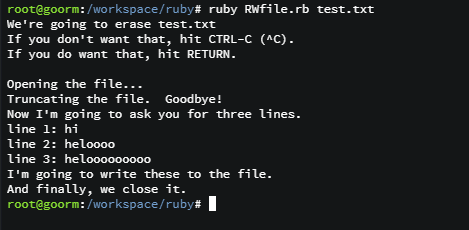 root@goorm:/workspace/ruby# ruby RWfile.rb test.txt
We're going to erase test.txt
If you don't want that, hit CTRL-C (^C).
If you do want that, hit RETURN.
Opening the file...
Truncating the file.  Goodbye!
Now I'm going to ask you for three lines.
line 1: hi
line 2: heloooo
line 3: helooooooooo
I'm going to write these to the file.
And finally, we close it.
root@goorm:/workspace/ruby#